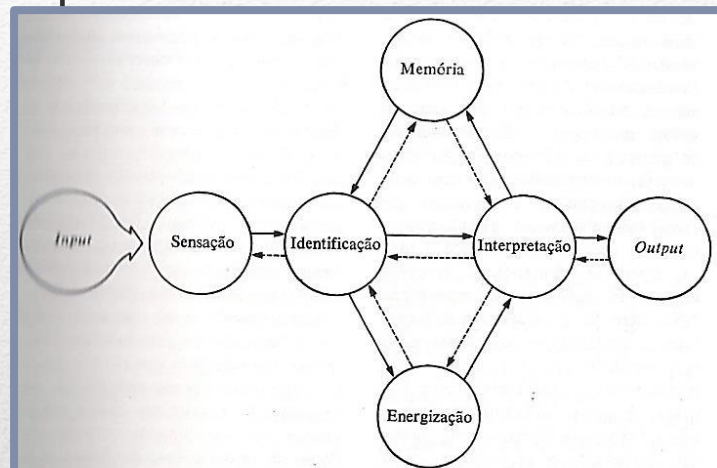 Memória
Input
Sensação
Identificação
Interpretação
Output
Energização